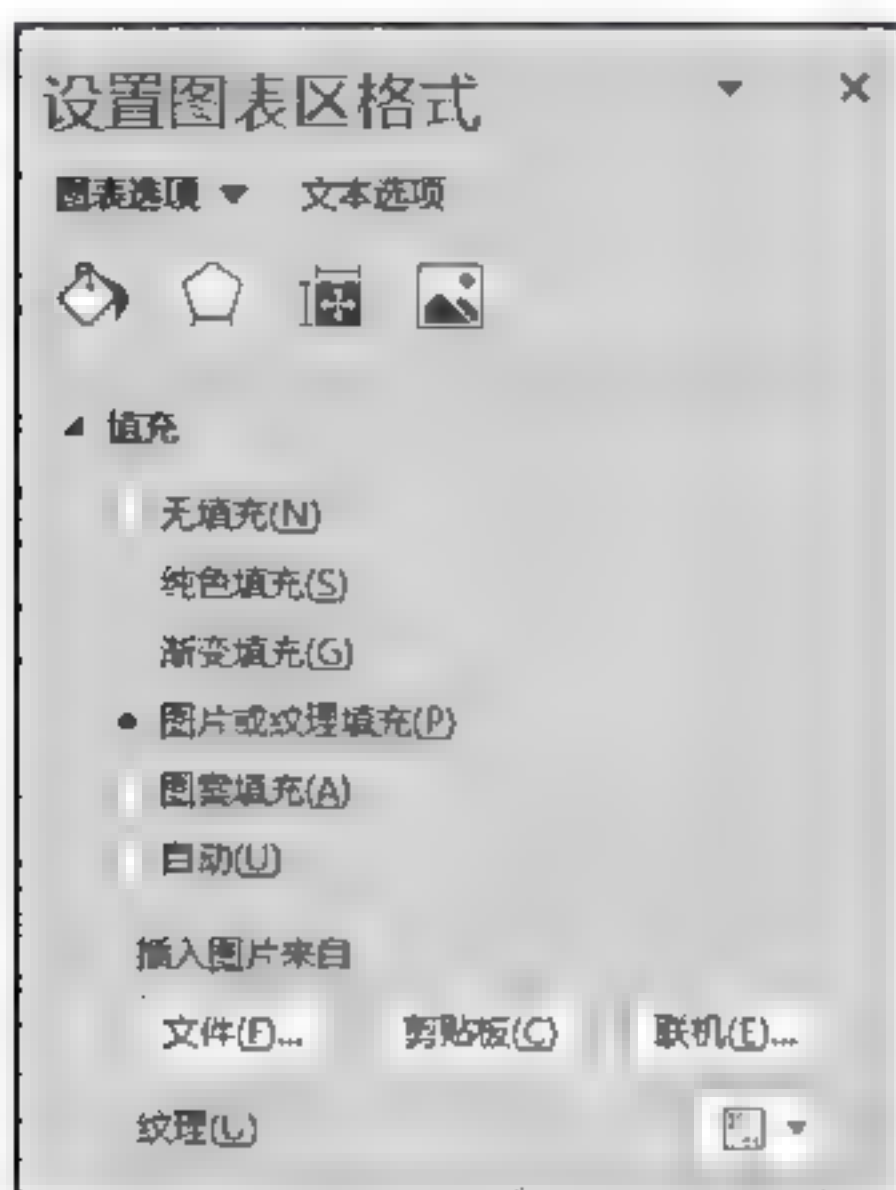 设置图表区格式
图表选项 文本选项
填充
无填充(N)
纯色填充(S)
渐变填充(G)
图片或纹理填充(P)
图案填充(A)
自动(U)
插入图片来自
文件(F)... 剪贴板(C) 联机(E)...
纹理(U)